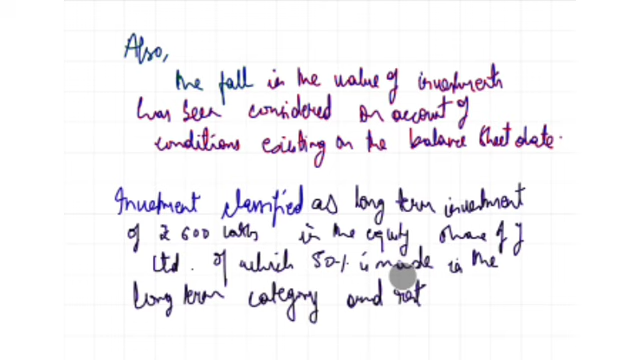 Also,
the fall in the value of investments
has been considered on account of
conditions existing on the balance sheet date.
Investment classified as long term investment
of ₹ 600 lakhs in the equity share of Y
Ltd. of which 50% is made in the
long term category and rst